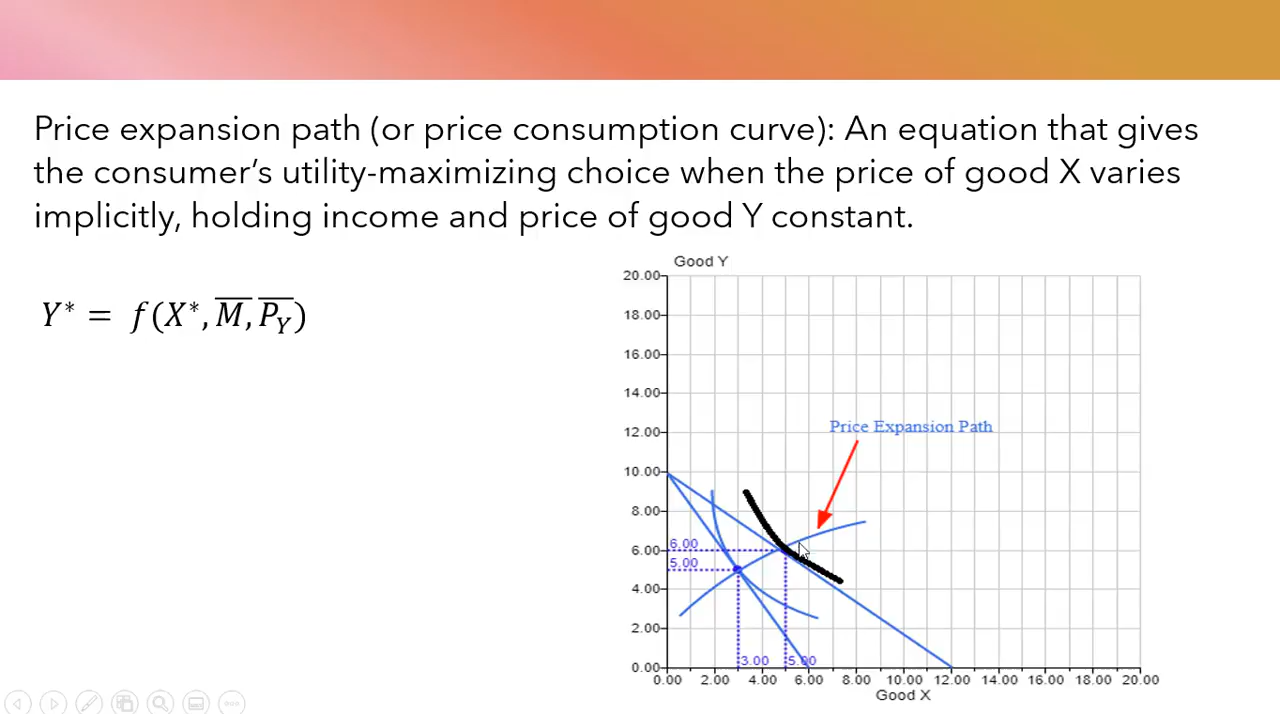 Price expansion path (or price consumption curve): An equation that gives
the consumer’s utility-maximizing choice when the price of good X varies
implicitly, holding income and price of good Y constant.
Y* = f(X*, M̅, P̅_Y̅)
Good Y
20.00
18.00
16.00
14.00
12.00
Price Expansion Path
10.00
8.00
6.00
6.00
5.00
4.00
2.00
0.00
3.00
5.00
0.00 2.00 4.00 6.00 8.00 10.00 12.00 14.00 16.00 18.00 20.00
Good X